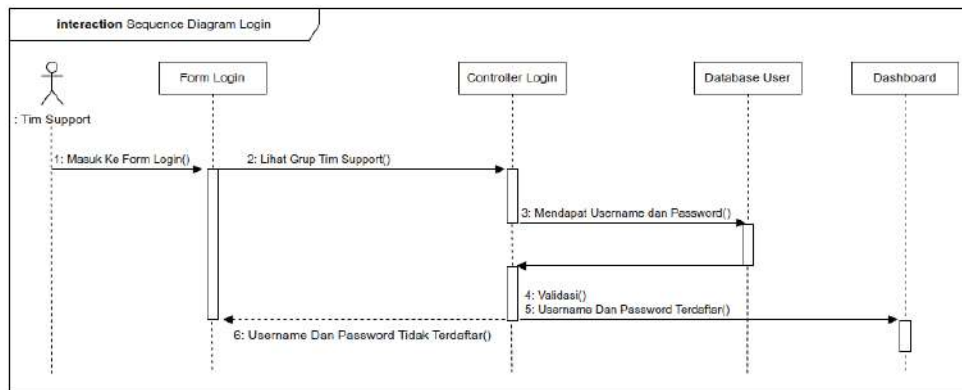 interaction Sequence Diagram Login
Form Login
Controller Login
Database User
Dashboard
: Tim Support
1: Masuk Ke Form Login()
2: Lihat Grup Tim Support()
3: Mendapat Username dan Password()
4: Validasi()
5: Username Dan Password Terdaftar()
6: Username Dan Password Tidak Terdaftar()